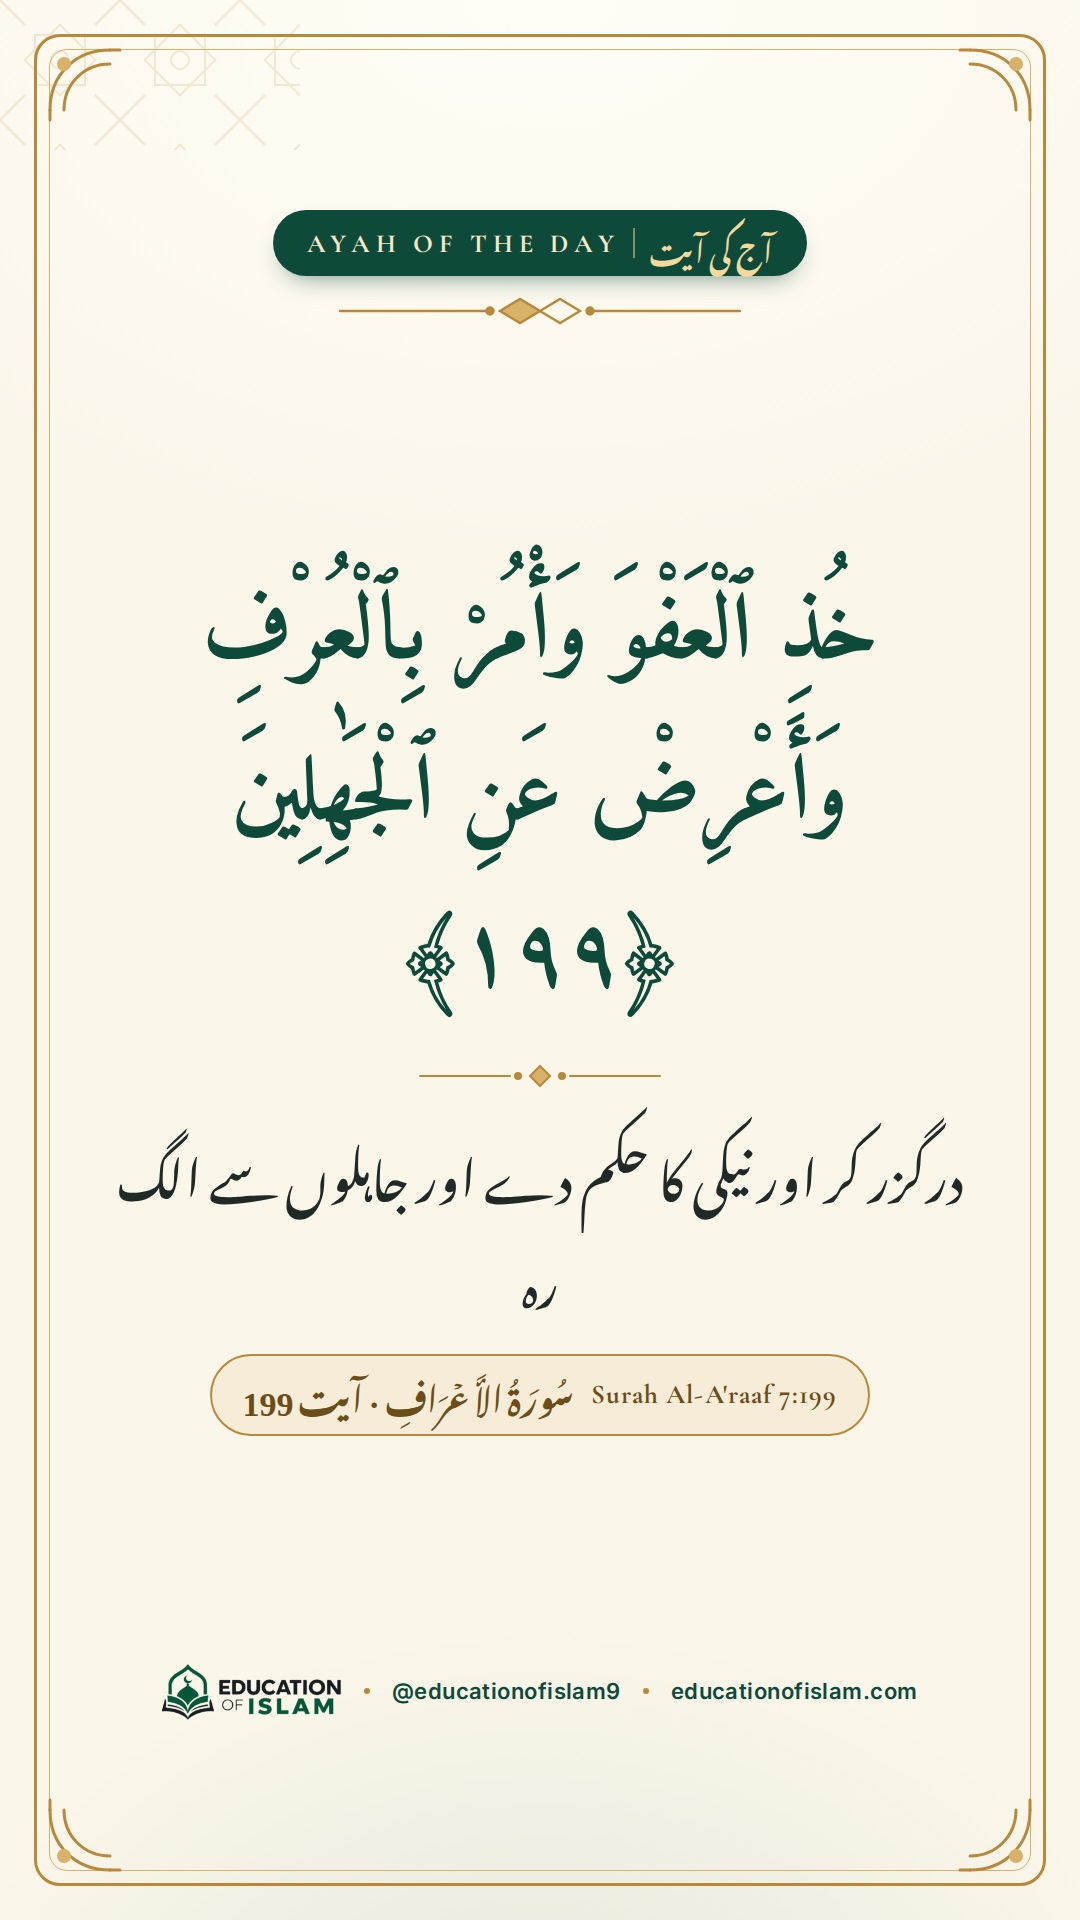 AYAH OF THE DAY | آج کی آیت
خُذِ ٱلْعَفْوَ وَأْمُرْ بِٱلْعُرْفِ
وَأَعْرِضْ عَنِ ٱلْجَٰهِلِينَ
﴿١٩٩﴾
درگزر کر اور نیکی کا حکم دے اور جاہلوں سے الگ
رہ
سُورَةُ الأَعۡرَافِ · آیت 199 Surah Al-A'raaf 7:199
EDUCATION OF ISLAM • @educationofislam9 • educationofislam.com